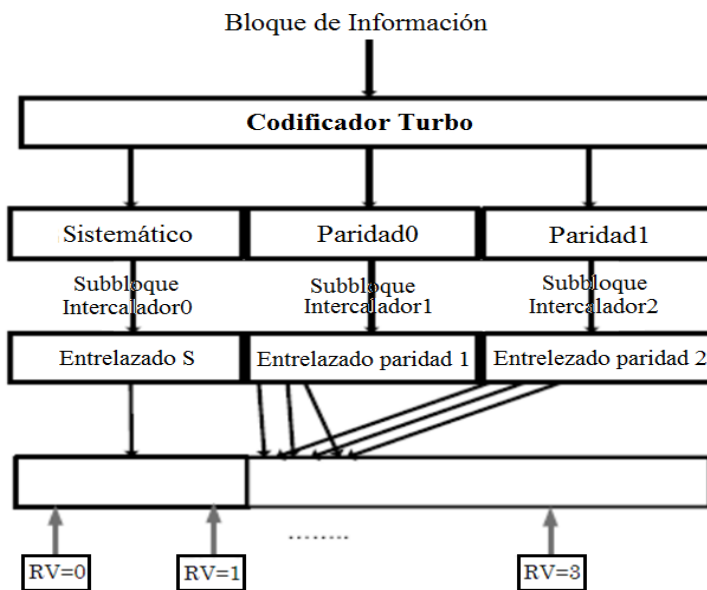 Bloque de Información
Codificador Turbo
Sistemático
Paridad0
Paridad1
Subbloque
Intercalador0
Subbloque
Intercalador1
Subbloque
Intercalador2
Entrelazado S
Entrelazado paridad 1
Entrelezado paridad 2
........
RV=0
RV=1
RV=3